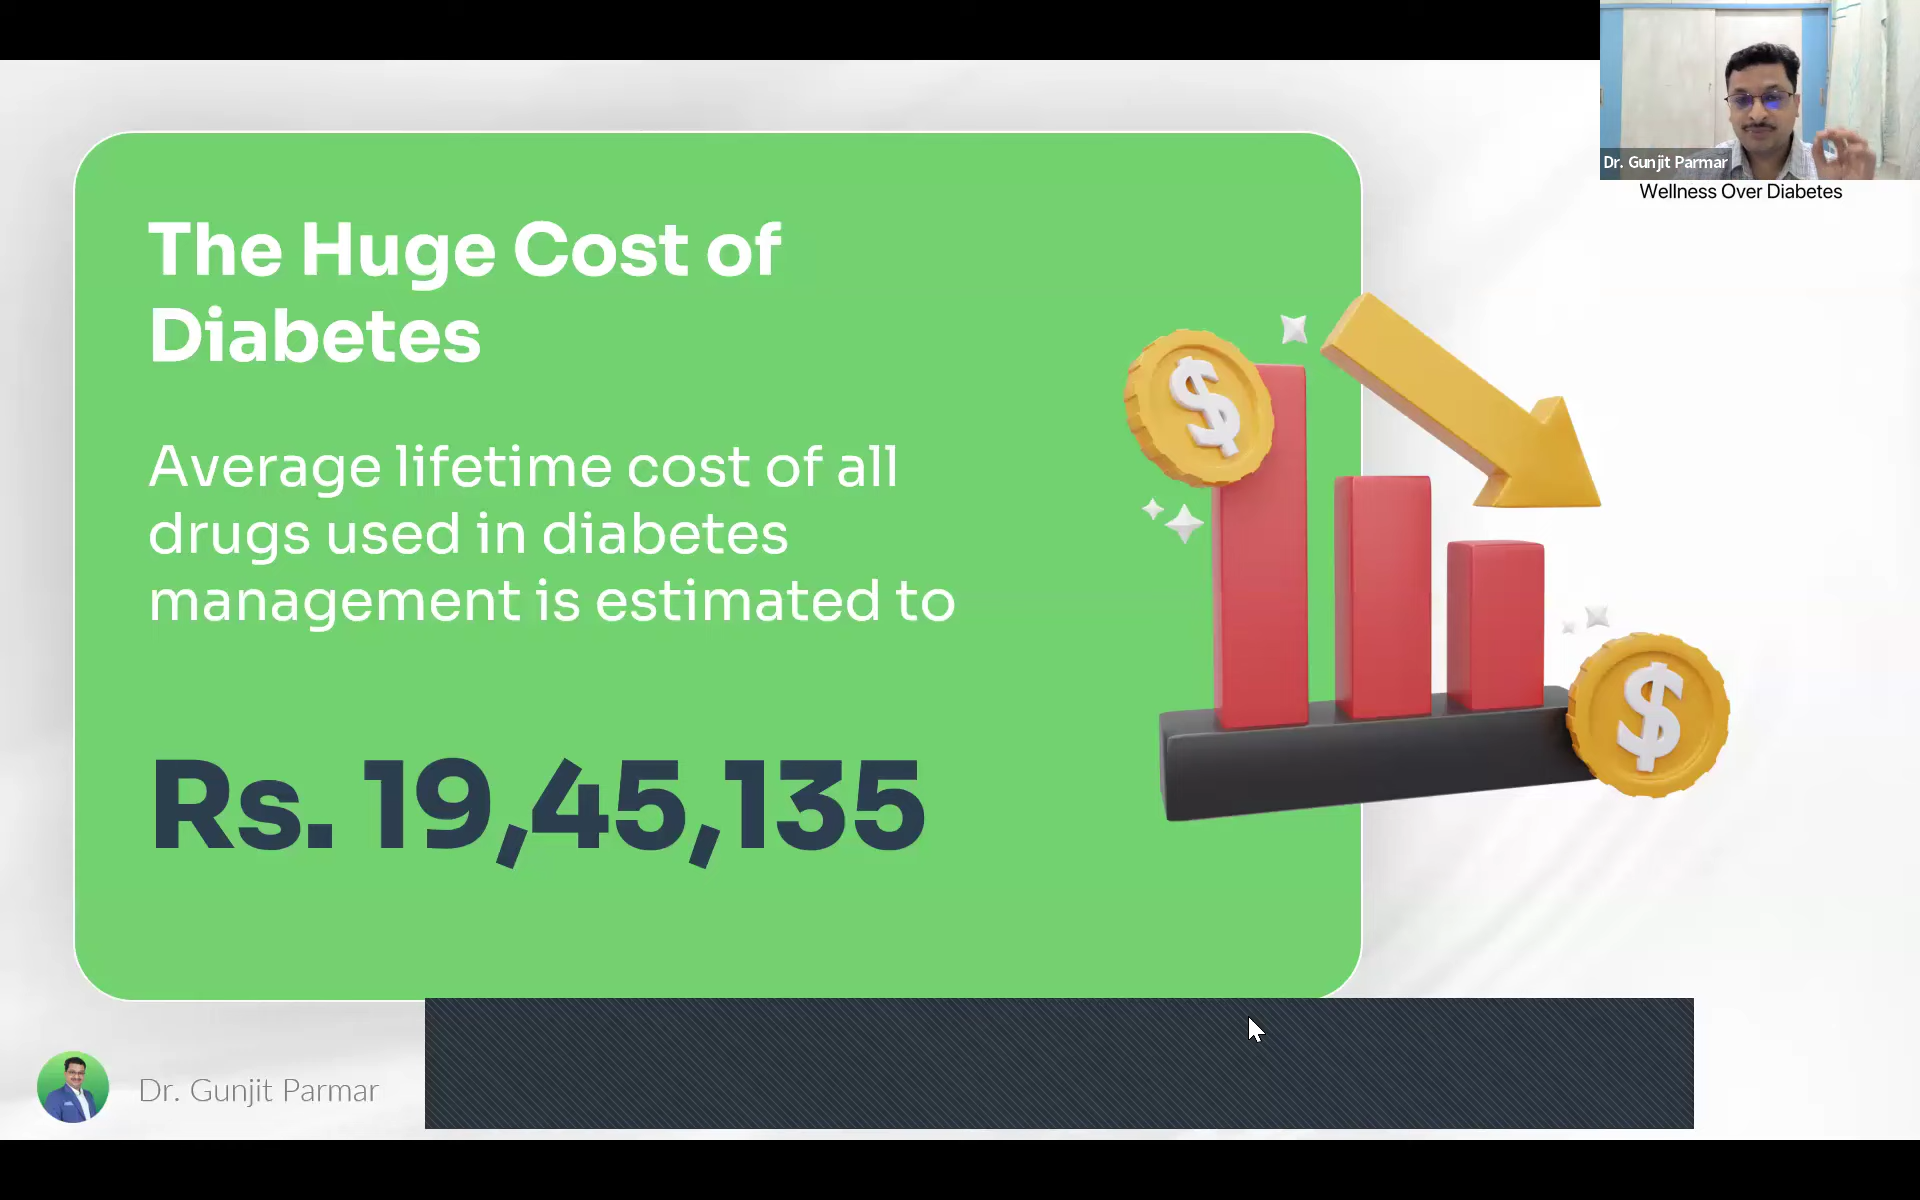 Dr. Gunjit Parmar
Wellness Over Diabetes
The Huge Cost of
Diabetes
Average lifetime cost of all
drugs used in diabetes
management is estimated to
Rs. 19,45,135
$
$
Dr. Gunjit Parmar